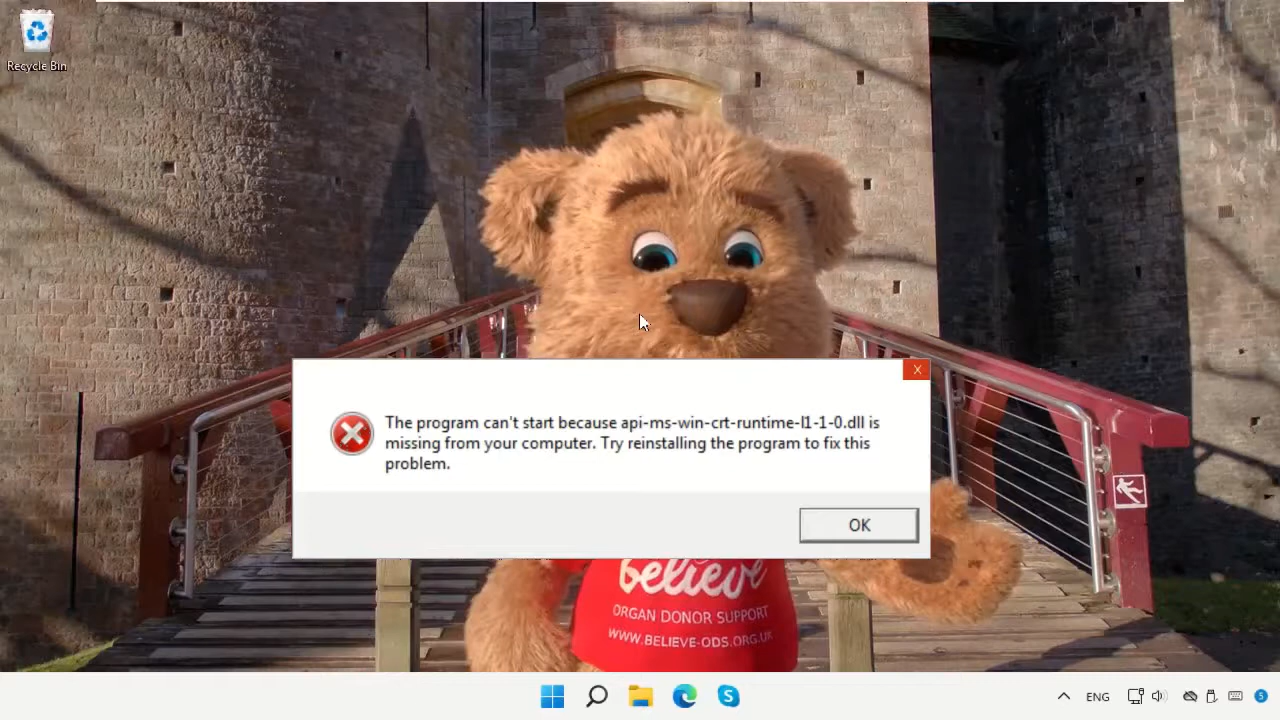 Recycle Bin
X
The program can't start because api-ms-win-crt-runtime-l1-1-0.dll is
missing from your computer. Try reinstalling the program to fix this
problem.
OK
believe
ORGAN DONOR SUPPORT
WWW.BELIEVE-ODS.ORG.UK
ENG
5